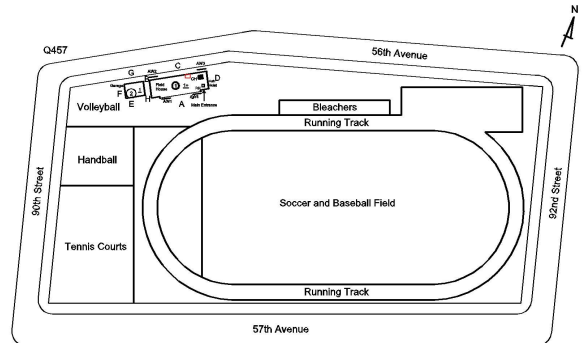 N
Q457
56th Avenue
G
C
D
Field
House
F
E
H
A
2
Main Entrance
Volleyball
Bleachers
Running Track
Handball
90th Street
Soccer and Baseball Field
92nd Street
Tennis Courts
Running Track
57th Avenue